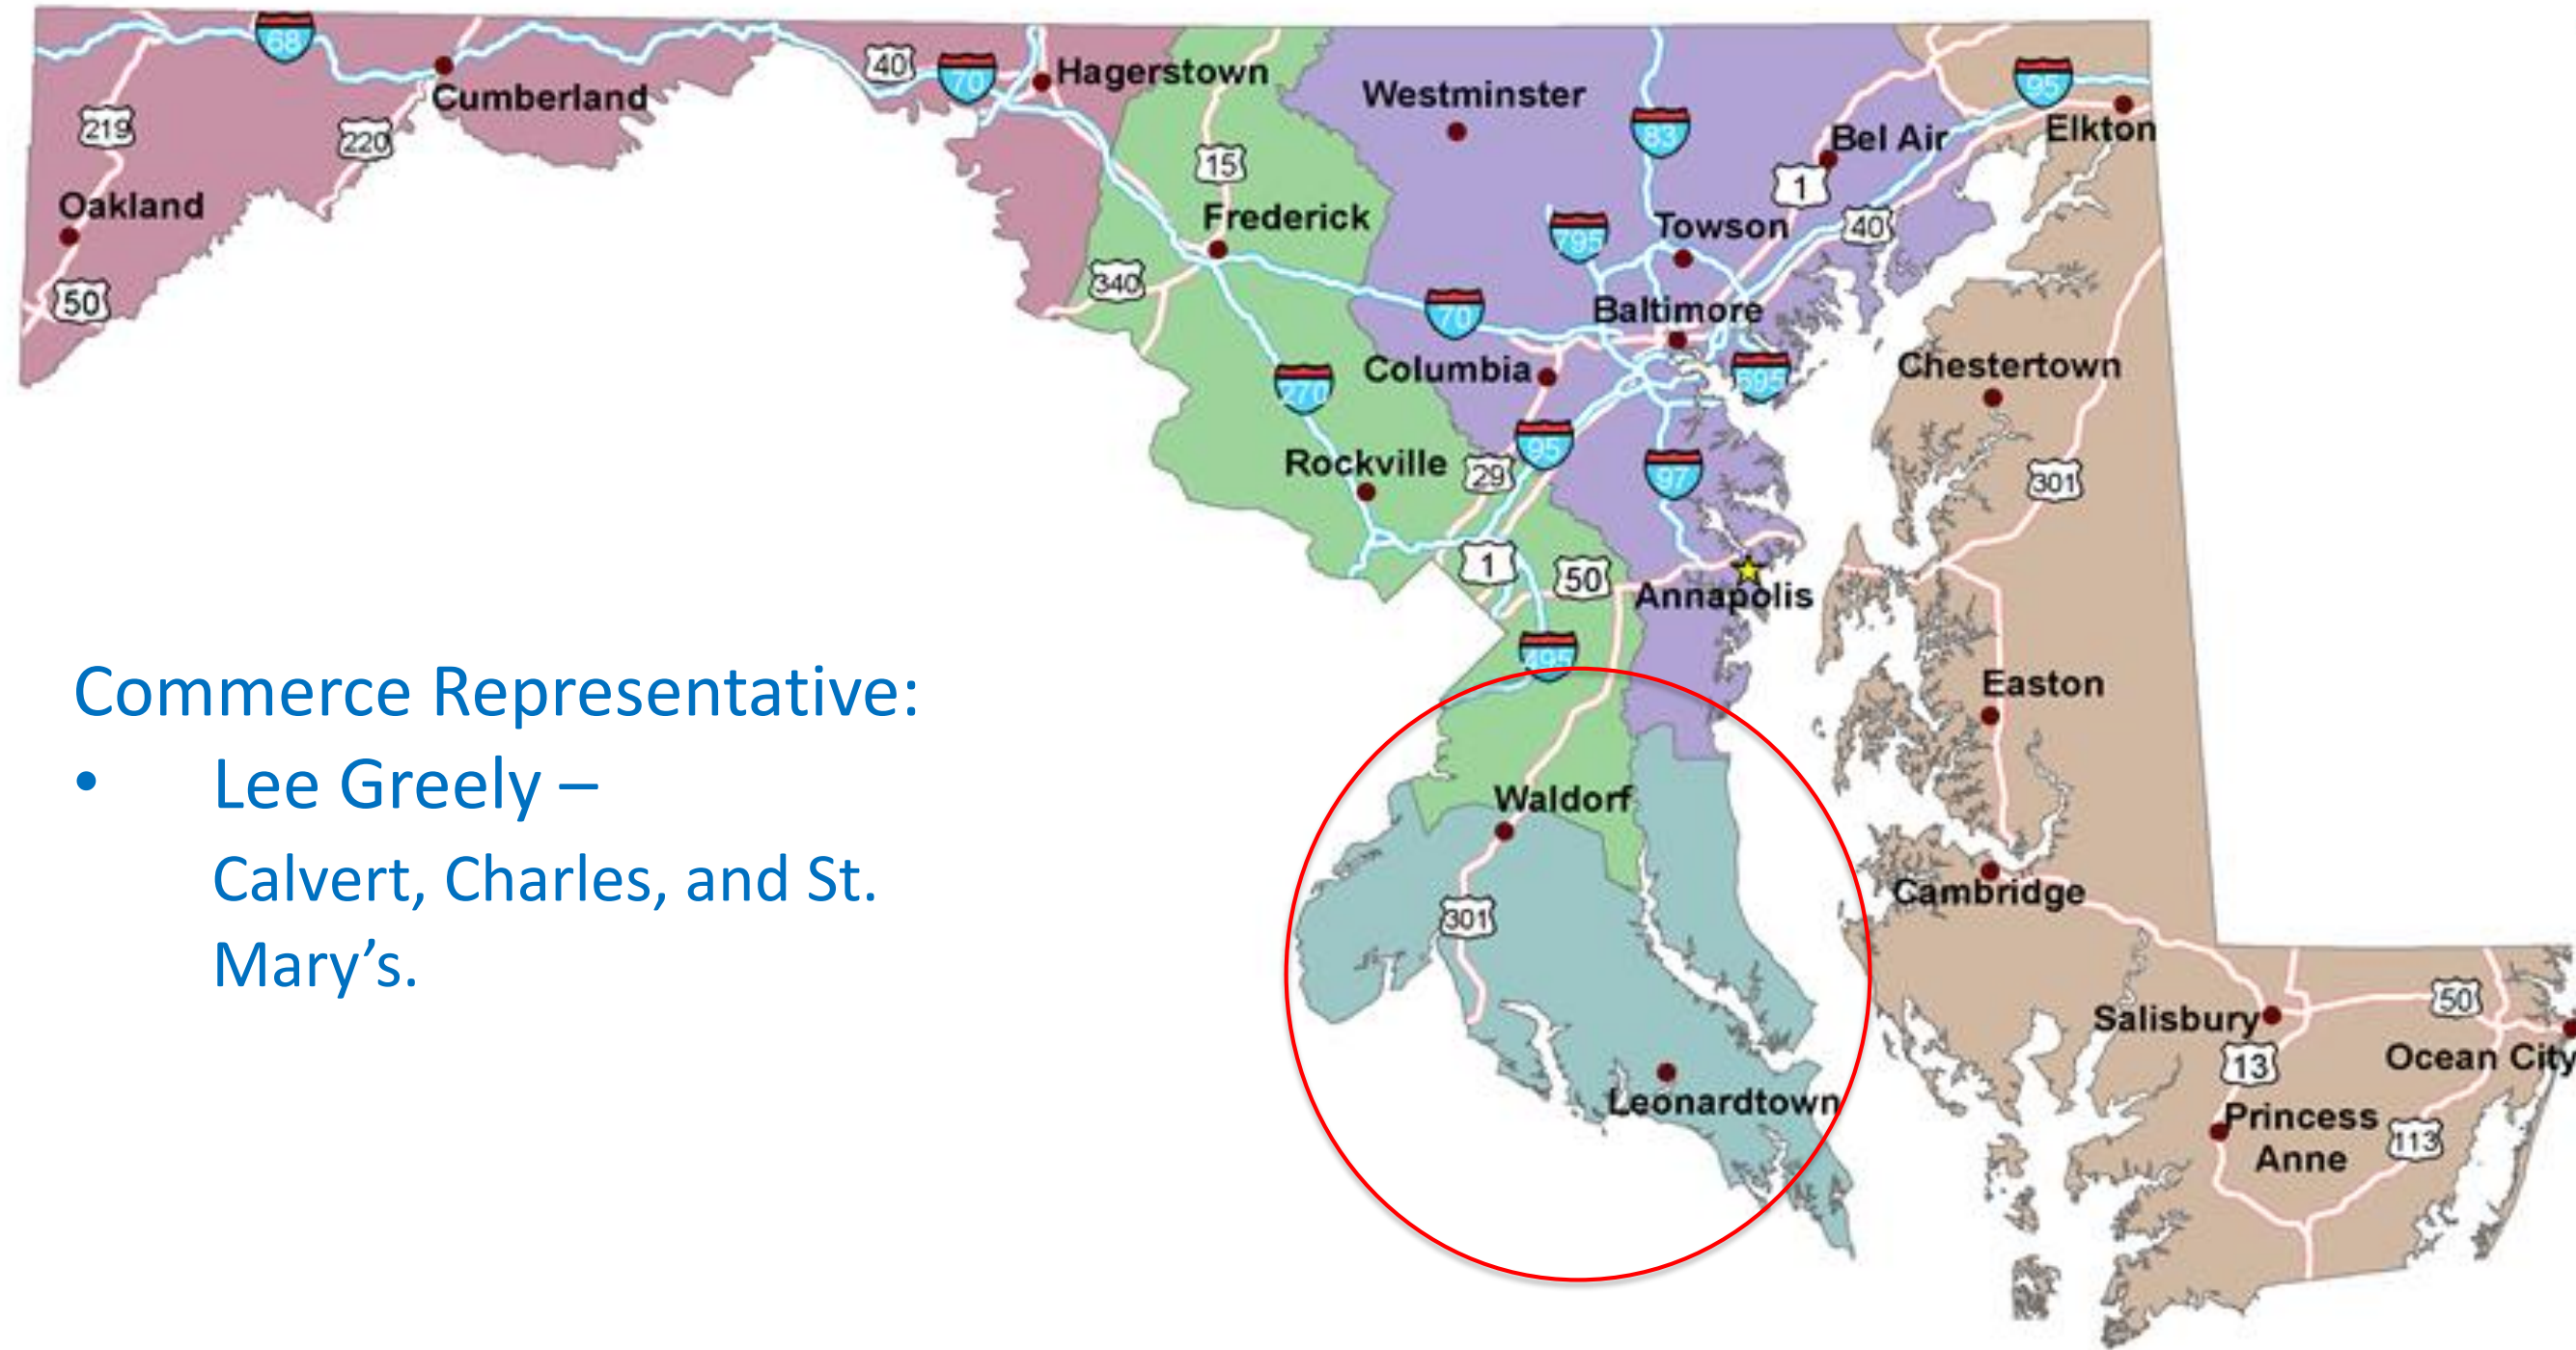 68
40
70
Hagerstown
Cumberland
219
220
Oakland
50
Westminster
15
Frederick
340
83
Bel Air
95
Elkton
1
795
Towson
40
70
Baltimore
Columbia
695
270
Chestertown
Rockville
29
95
97
301
1
50
Annapolis
495
Easton
Waldorf
Cambridge
301
Leonardtown
Salisbury
50
13
Ocean City
Princess
Anne
113
Commerce Representative:
• Lee Greely –
Calvert, Charles, and St.
Mary’s.